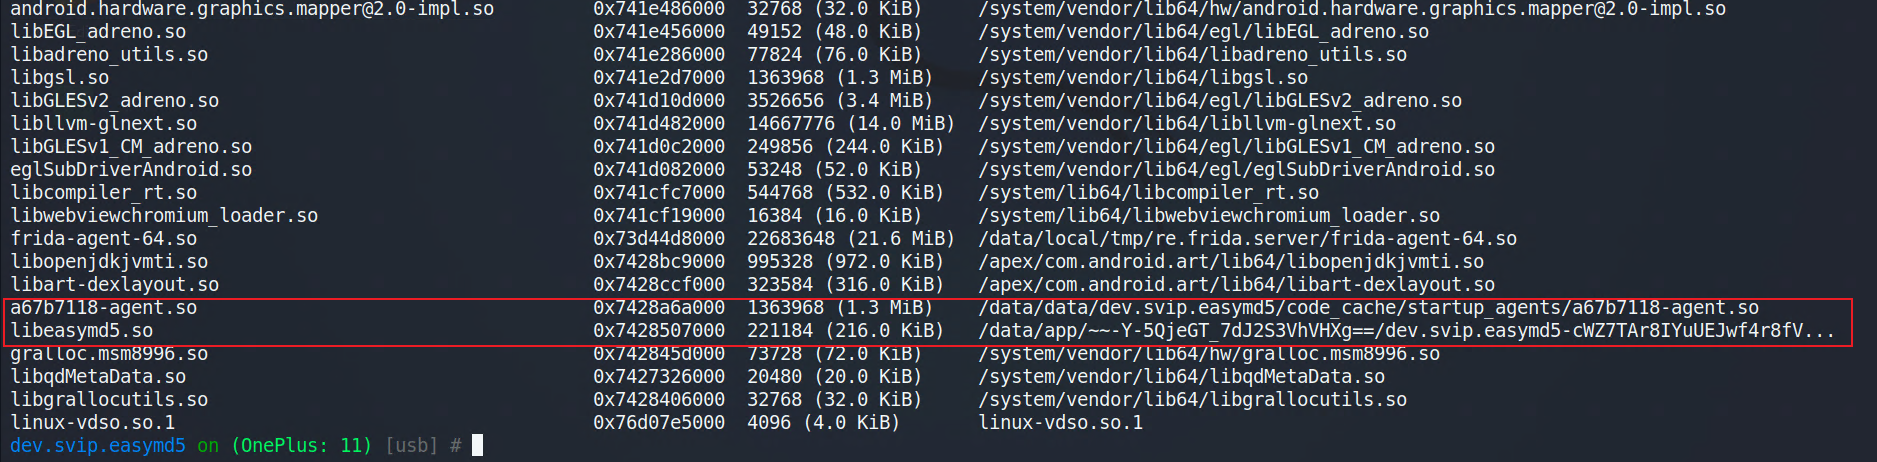 android.hardware.graphics.mapper@2.0-impl.so 0x741e486000 32768 (32.0 KiB) /system/vendor/lib64/hw/android.hardware.graphics.mapper@2.0-impl.so
libEGL_adreno.so 0x741e456000 49152 (48.0 KiB) /system/vendor/lib64/egl/libEGL_adreno.so
libadreno_utils.so 0x741e286000 77824 (76.0 KiB) /system/vendor/lib64/libadreno_utils.so
libgsl.so 0x741e2d7000 1363968 (1.3 MiB) /system/vendor/lib64/libgsl.so
libGLESv2_adreno.so 0x741d10d000 3526656 (3.4 MiB) /system/vendor/lib64/egl/libGLESv2_adreno.so
libllvm-glnext.so 0x741d482000 14667776 (14.0 MiB) /system/vendor/lib64/libllvm-glnext.so
libGLESv1_CM_adreno.so 0x741d0c2000 249856 (244.0 KiB) /system/vendor/lib64/egl/libGLESv1_CM_adreno.so
eglSubDriverAndroid.so 0x741d082000 53248 (52.0 KiB) /system/vendor/lib64/egl/eglSubDriverAndroid.so
libcompiler_rt.so 0x741cfc7000 544768 (532.0 KiB) /system/lib64/libcompiler_rt.so
libwebviewchromium_loader.so 0x741cf19000 16384 (16.0 KiB) /system/lib64/libwebviewchromium_loader.so
frida-agent-64.so 0x73d44d8000 22683648 (21.6 MiB) /data/local/tmp/re.frida.server/frida-agent-64.so
libopenjdkjvmti.so 0x7428bc9000 995328 (972.0 KiB) /apex/com.android.art/lib64/libopenjdkjvmti.so
libart-dexlayout.so 0x7428ccf000 323584 (316.0 KiB) /apex/com.android.art/lib64/libart-dexlayout.so
a67b7118-agent.so 0x7428a6a000 1363968 (1.3 MiB) /data/data/dev.svip.easymd5/code_cache/startup_agents/a67b7118-agent.so
libeasymd5.so 0x7428507000 221184 (216.0 KiB) /data/app/~~-Y-5QjeGT_7dJ2S3VhVHXg==/dev.svip.easymd5-cWZ7TAr8IYuUEJwf4r8fV...
gralloc.msm8996.so 0x742845d000 73728 (72.0 KiB) /system/vendor/lib64/hw/gralloc.msm8996.so
libqdMetaData.so 0x7427326000 20480 (20.0 KiB) /system/vendor/lib64/libqdMetaData.so
libgrallocutils.so 0x7428406000 32768 (32.0 KiB) /system/vendor/lib64/libgrallocutils.so
linux-vdso.so.1 0x76d07e5000 4096 (4.0 KiB) linux-vdso.so.1
dev.svip.easymd5 on (OnePlus: 11) [usb] #